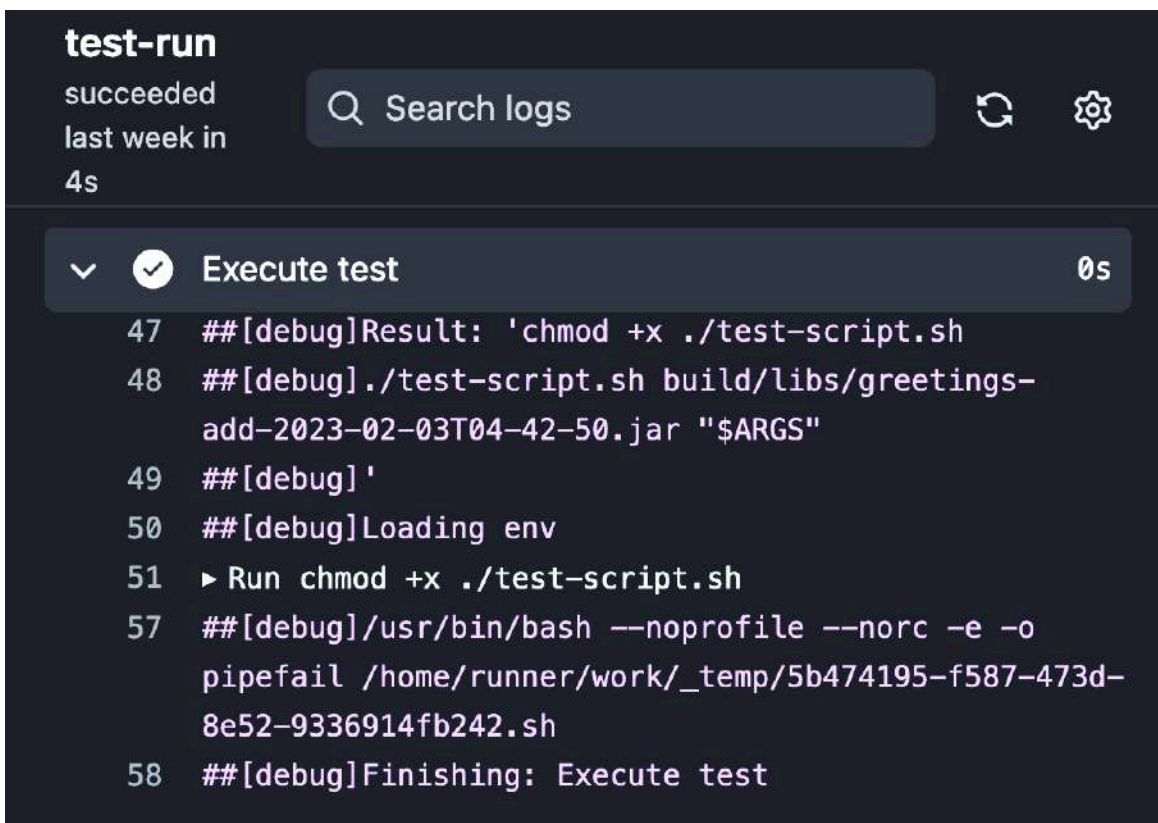 test-run
succeeded
last week in
4s
Search logs
Execute test 0s
47 ##[debug]Result: 'chmod +x ./test-script.sh
48 ##[debug]./test-script.sh build/libs/greetings-
add-2023-02-03T04-42-50.jar "$ARGS"
49 ##[debug]'
50 ##[debug]Loading env
51 ▸ Run chmod +x ./test-script.sh
57 ##[debug]/usr/bin/bash --noprofile --norc -e -o
pipefail /home/runner/work/_temp/5b474195-f587-473d-
8e52-9336914fb242.sh
58 ##[debug]Finishing: Execute test